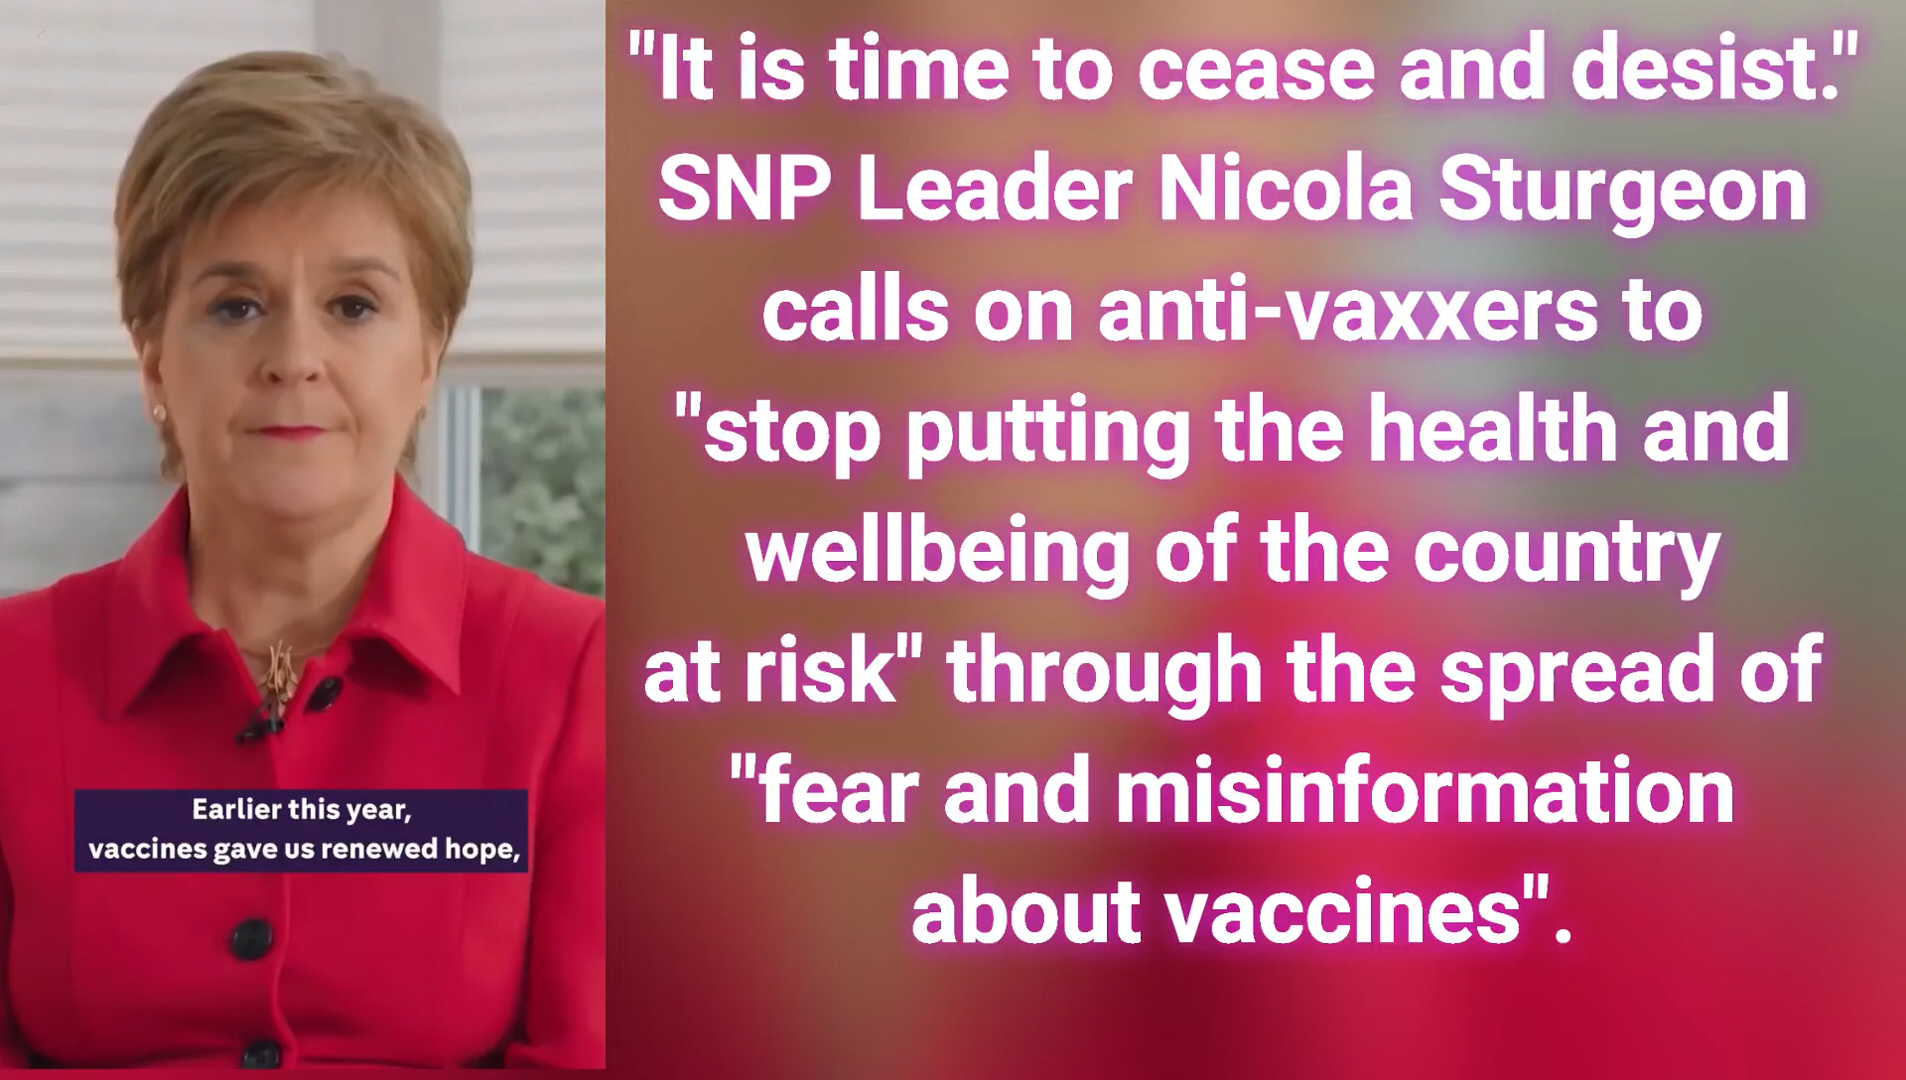 "It is time to cease and desist."
SNP Leader Nicola Sturgeon
calls on anti-vaxxers to
"stop putting the health and
wellbeing of the country
at risk" through the spread of
"fear and misinformation
about vaccines".
Earlier this year,
vaccines gave us renewed hope,